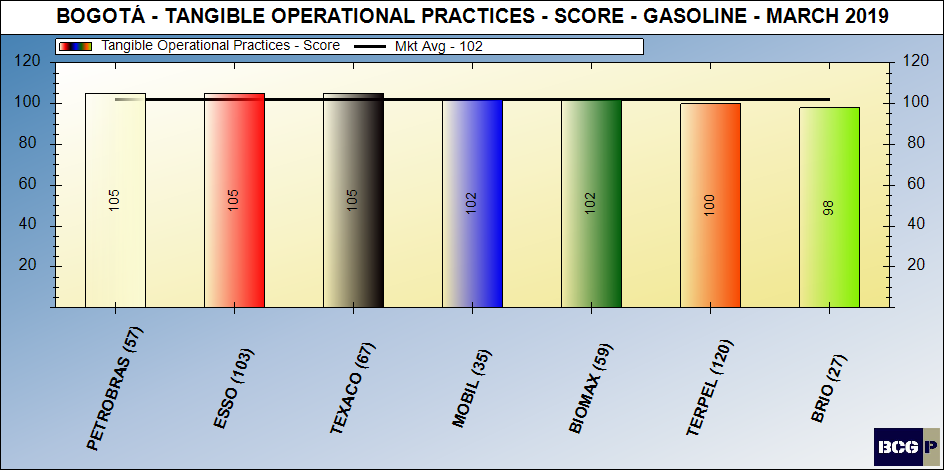 BOGOTÁ - TANGIBLE OPERATIONAL PRACTICES - SCORE - GASOLINE - MARCH 2019
Tangible Operational Practices - Score Mkt Avg - 102
120 120
100 100
80 80
60 60
40 40
20 20
105 105 105 102 102 100 98
PETROBRAS (57)
ESSO (103)
TEXACO (67)
MOBIL (35)
BIOMAX (59)
TERPEL (120)
BRIO (27)
BCG P